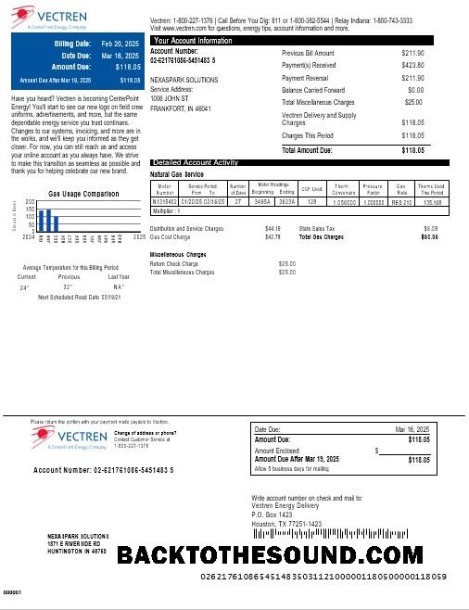 VECTREN
A CenterPoint Energy Company
Vectren: 1-800-227-1376 | Call Before You Dig: 811 or 1-800-382-5544 | Relay Indiana: 1-800-743-3333
Visit www.vectren.com for questions, energy tips, account information and more.
Billing Date: Feb 20, 2025
Date Due: Mar 16, 2025
Amount Due: $118.05
Amount Due After Mar 19, 2025 $118.05
Have you heard? Vectren is becoming CenterPoint
Energy! You'll start to see our new logo on field crew
uniforms, advertisements, and more, but the same
dependable energy service you trust continues.
Changes to our systems, invoicing, and more are in
the works, and we'll keep you informed as they get
closer. For now, you can still reach us and access
your online account as you always have. We strive
to make this transition as seamless as possible and
thank you for helping celebrate our new brand.
Your Account Information
Account Number:
02-621761086-5451483 5
NEXASPARK SOLUTIONS
Service Address:
1006 JOHN ST
FRANKFORT, IN 46041
Previous Bill Amount $211.90
Payment(s) Received $423.80
Payment Reversal $211.90
Balance Carried Forward $0.00
Total Miscellaneous Charges $25.00
Vectren Delivery and Supply
Charges $118.05
Charges This Period $118.05
Total Amount Due: $118.05
Detailed Account Activity
Natural Gas Service
Meter Number
Service Period From To
Number of Days
Meter Readings Beginning Ending
CCF Used
Therm Conversion
Pressure Factor
Gas Rate
Therms Used This Period
01/20/25 02/16/25 27 128 1.056000 1.000000 135.168
Multiplier : 1
Distribution and Service Charges $44.19
Gas Cost Charge $42.78
State Sales Tax $6.09
Total Gas Charges
Miscellaneous Charges
Return Check Charge $25.00
Total Miscellaneous Charges $25.00
Gas Usage Comparison
200
150
100
50
0
2024 2025
Average Temperature for this Billing Period
Current Previous Last Year
24° 32° NA°
Next Scheduled Read Date 03/19/21
Please return this portion with your payment made payable to Vectren.
VECTREN
A CenterPoint Energy Company
Change of address or phone?
Contact Customer Service at
1-800-227-1376
Account Number: 02-621761086-5451483 5
Date Due: Mar 16, 2025
Amount Due: $118.05
Amount Enclosed $
Amount Due After Mar 19, 2025 $118.05
Allow 5 business days for mailing
Write account number on check and mail to:
Vectren Energy Delivery
P.O. Box 1423
Houston, TX 77251-1423
NEXASPARK SOLUTIONS
1871 E RIVERSIDE RD
HUNTINGTON IN 46750
BACKTOTHESOUND.COM